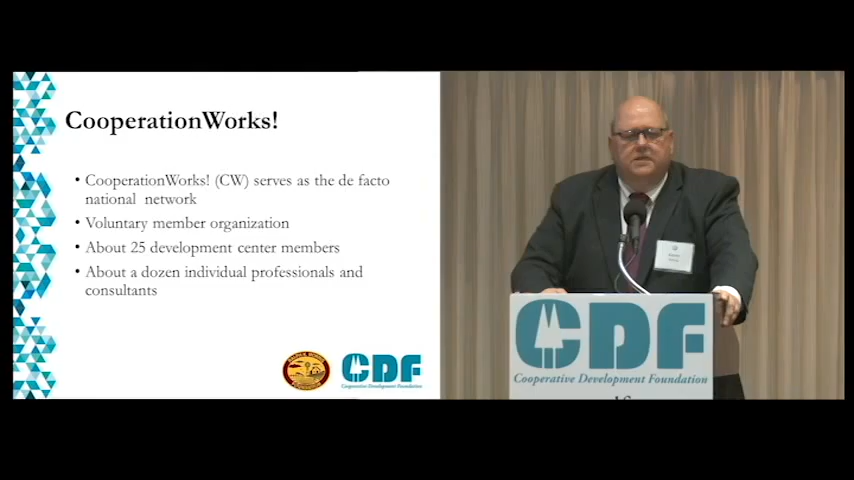 CooperationWorks!
• CooperationWorks! (CW) serves as the de facto
national network
• Voluntary member organization
• About 25 development center members
• About a dozen individual professionals and
consultants
CDF
Cooperative Development Foundation
CDF
Cooperative Development Foundation